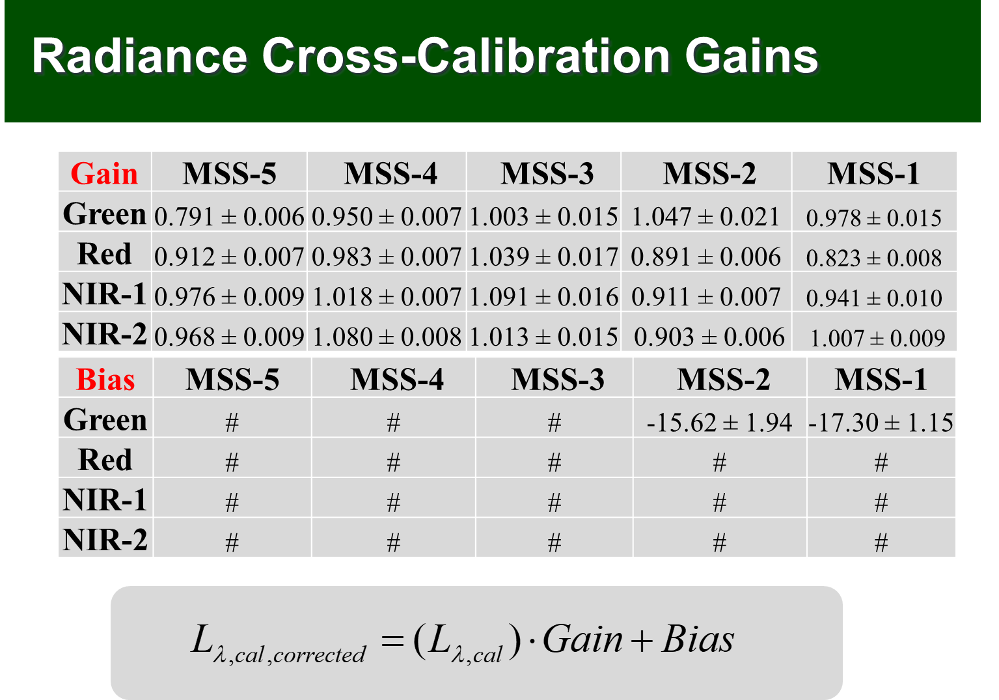 Radiance Cross-Calibration Gains
Gain MSS-5 MSS-4 MSS-3 MSS-2 MSS-1
Green 0.791 ± 0.006 0.950 ± 0.007 1.003 ± 0.015 1.047 ± 0.021 0.978 ± 0.015
Red 0.912 ± 0.007 0.983 ± 0.007 1.039 ± 0.017 0.891 ± 0.006 0.823 ± 0.008
NIR-1 0.976 ± 0.009 1.018 ± 0.007 1.091 ± 0.016 0.911 ± 0.007 0.941 ± 0.010
NIR-2 0.968 ± 0.009 1.080 ± 0.008 1.013 ± 0.015 0.903 ± 0.006 1.007 ± 0.009
Bias MSS-5 MSS-4 MSS-3 MSS-2 MSS-1
Green # # # -15.62 ± 1.94 -17.30 ± 1.15
Red # # # # #
NIR-1 # # # # #
NIR-2 # # # # #
L λ,cal,corrected = (L λ,cal) · Gain + Bias